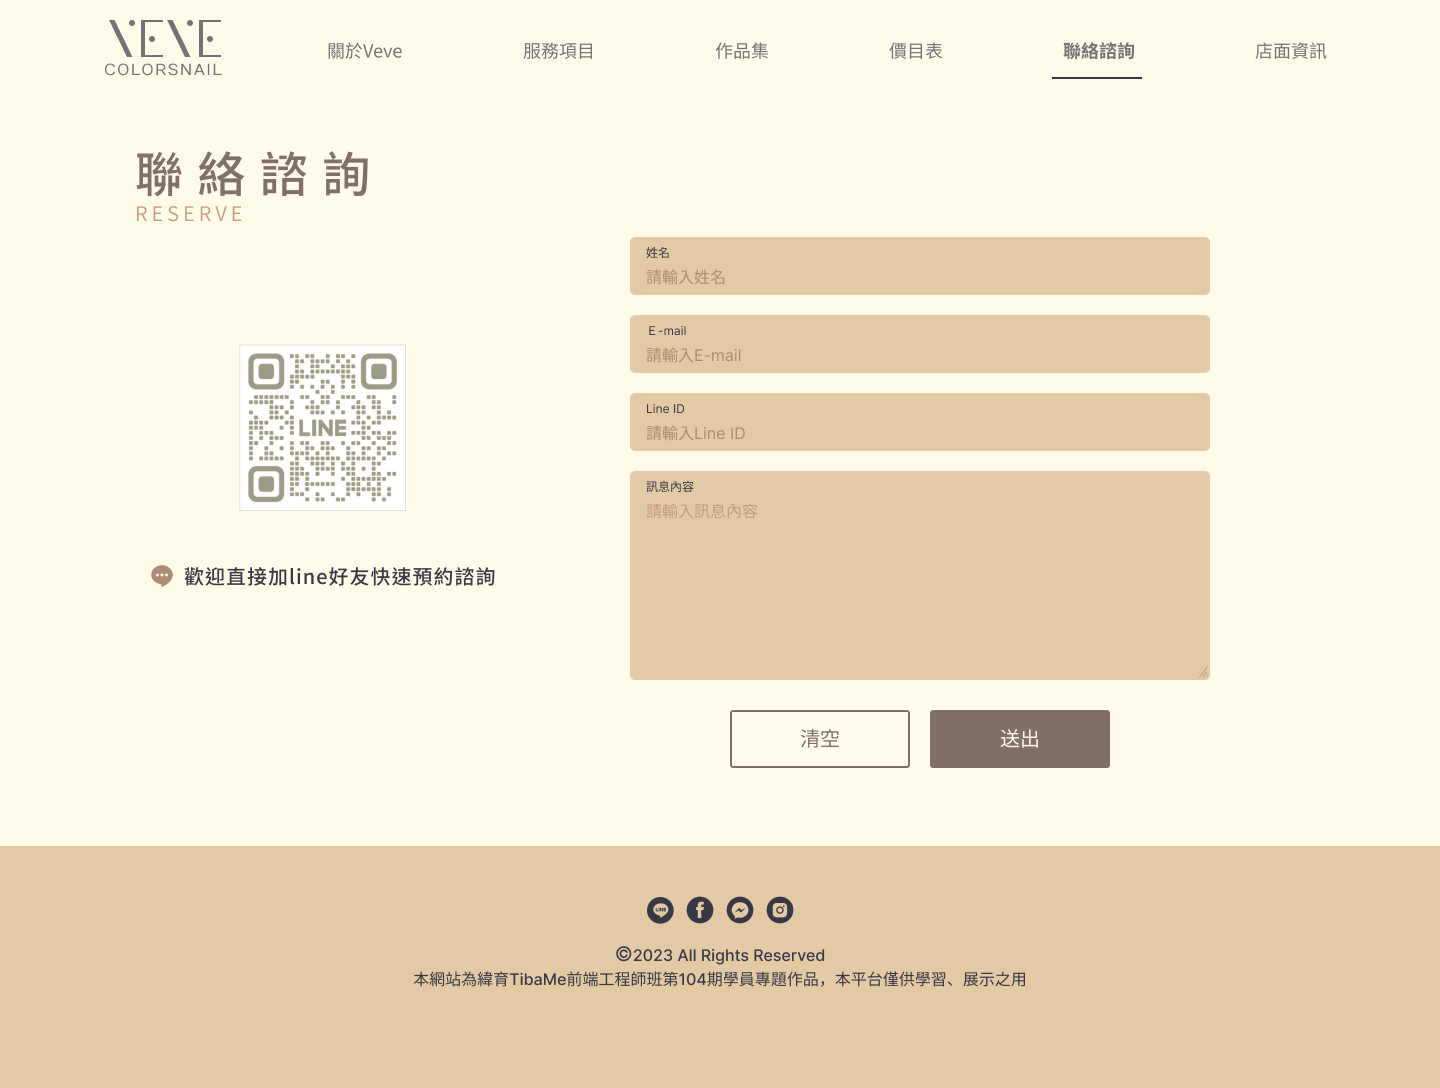 VEVE
COLORSNAIL
關於Veve
服務項目
作品集
價目表
聯絡諮詢
店面資訊
聯絡諮詢
RESERVE
LINE
歡迎直接加line好友快速預約諮詢
姓名
請輸入姓名
E-mail
請輸入E-mail
Line ID
請輸入Line ID
訊息內容
請輸入訊息內容
清空
送出
LINE
©2023 All Rights Reserved
本網站為緯育TibaMe前端工程師班第104期學員專題作品，本平台僅供學習、展示之用